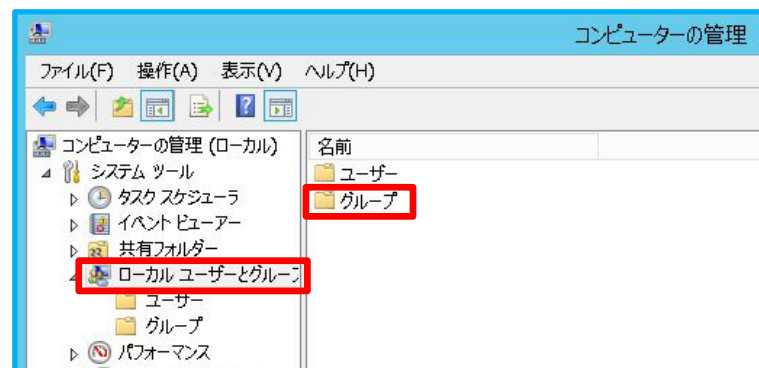 コンピューターの管理
ファイル(F) 操作(A) 表示(V) ヘルプ(H)
コンピューターの管理 (ローカル)
システム ツール
タスク スケジューラ
イベント ビューアー
共有フォルダー
ローカル ユーザーとグループ
ユーザー
グループ
パフォーマンス
名前
ユーザー
グループ